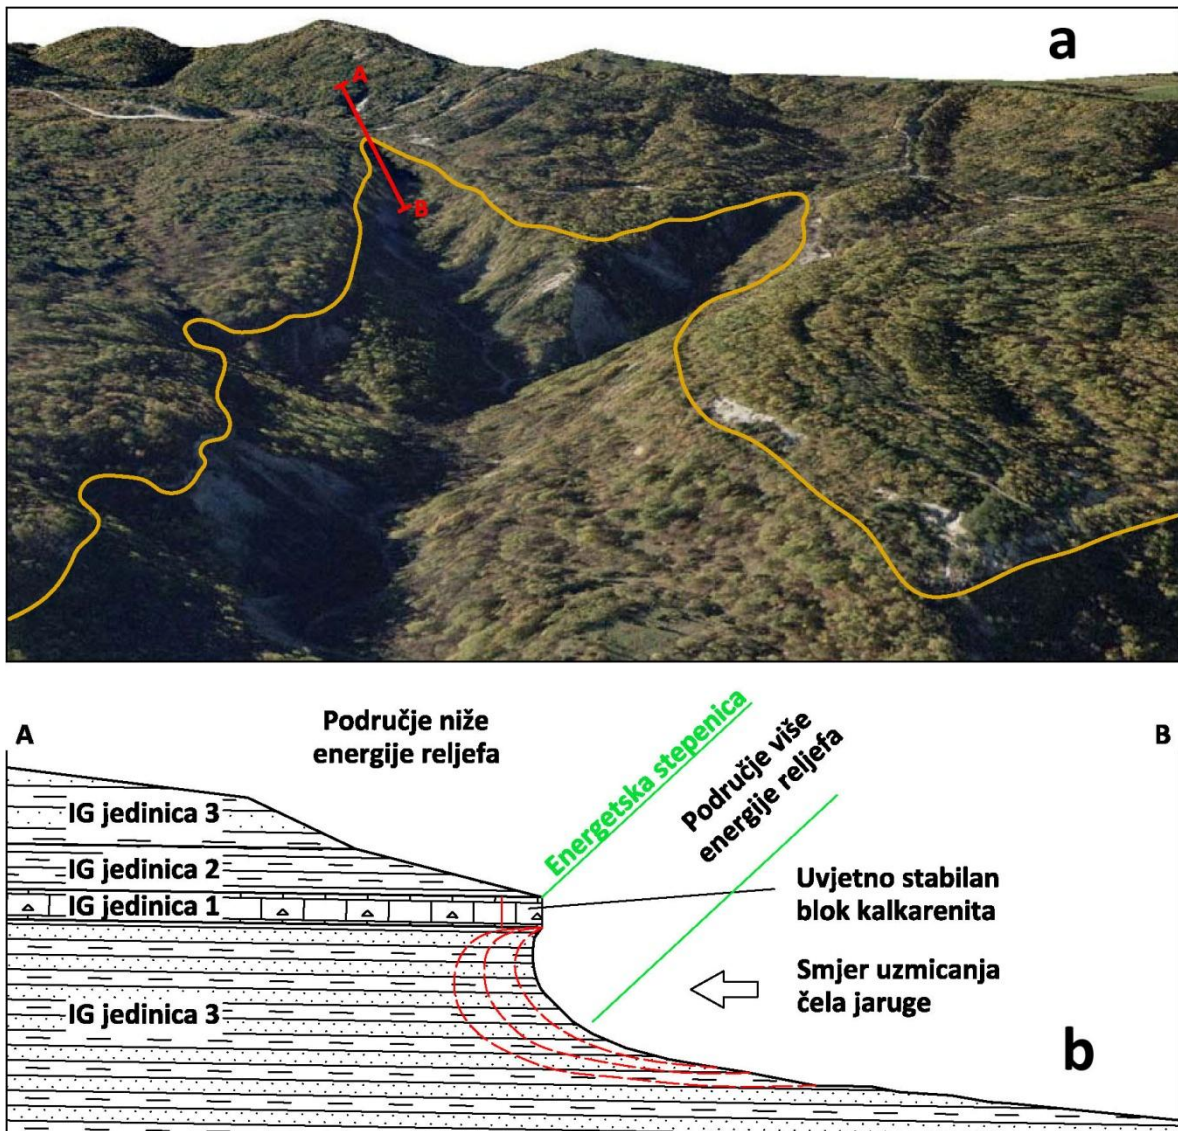 a
A
B
A
Područje niže
energije reljefa
Energetska stepenica
Područje više
energije reljefa
B
IG jedinica 3
IG jedinica 2
IG jedinica 1
Uvjetno stabilan
blok kalkarenita
Smjer uzmicanja
čela jaruge
IG jedinica 3
b